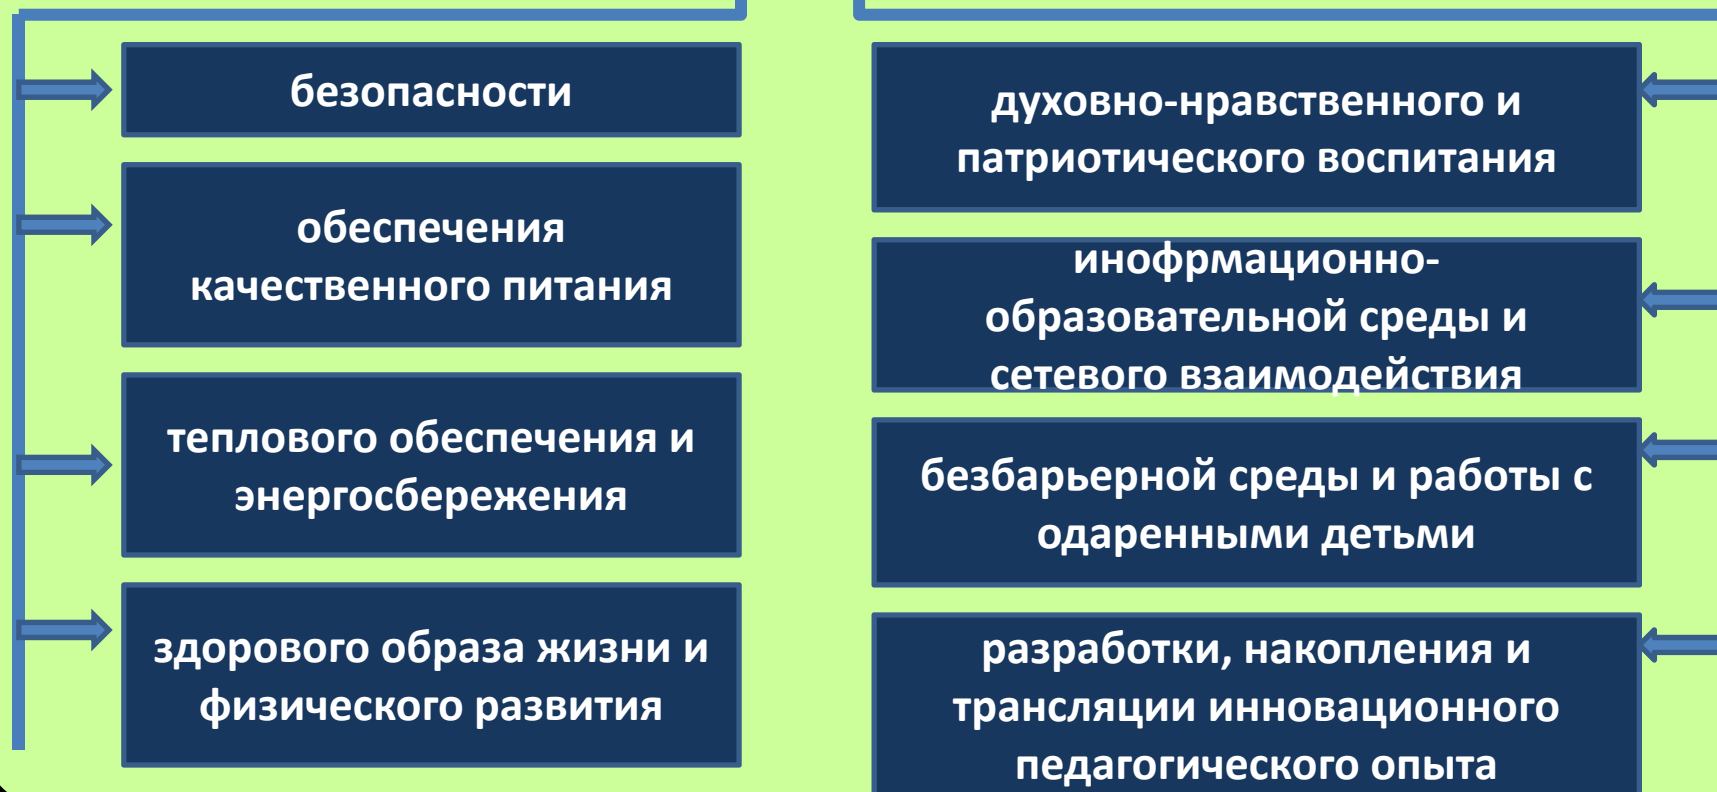 безопасности
обеспечения
качественного питания
теплового обеспечения и
энергосбережения
здорового образа жизни и
физического развития
духовно-нравственного и
патриотического воспитания
инофрмационно-
образовательной среды и
сетевого взаимодействия
безбарьерной среды и работы с
одаренными детьми
разработки, накопления и
трансляции инновационного
педагогического опыта